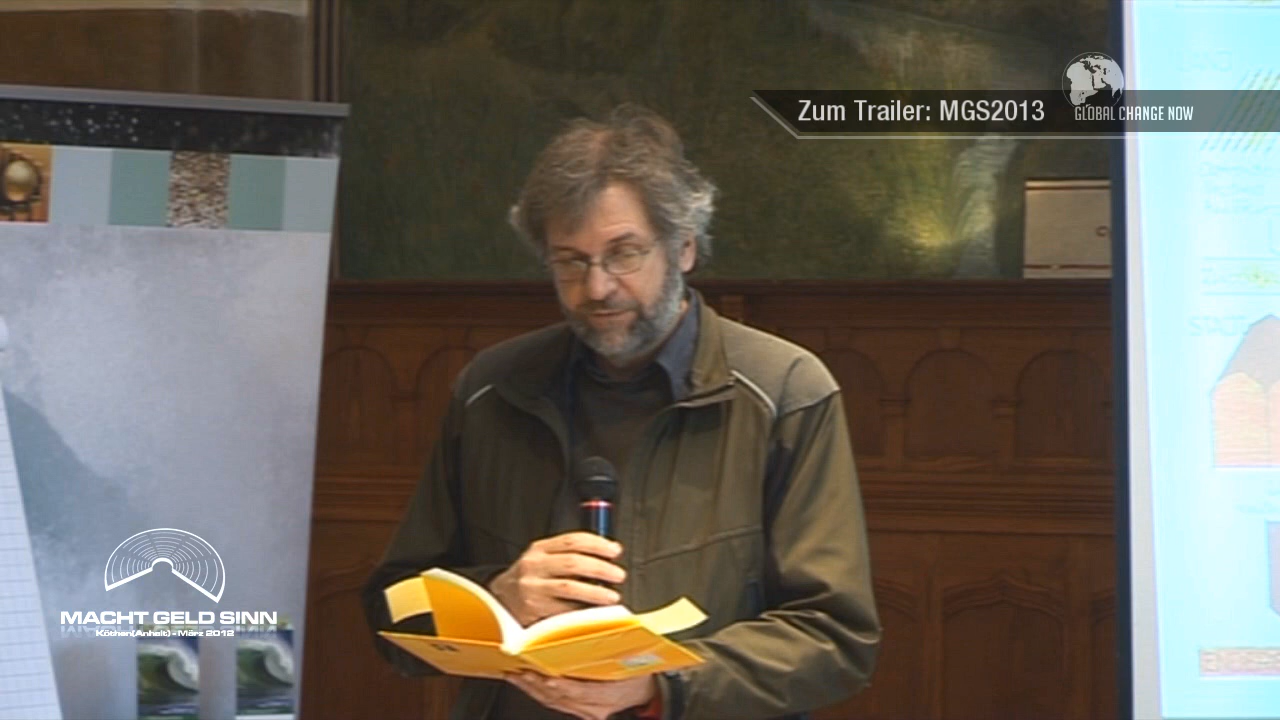 Zum Trailer: MGS2013
GLOBAL CHANGE NOW
MACHT GELD SINN
Köthen(Anhalt) - März 2012